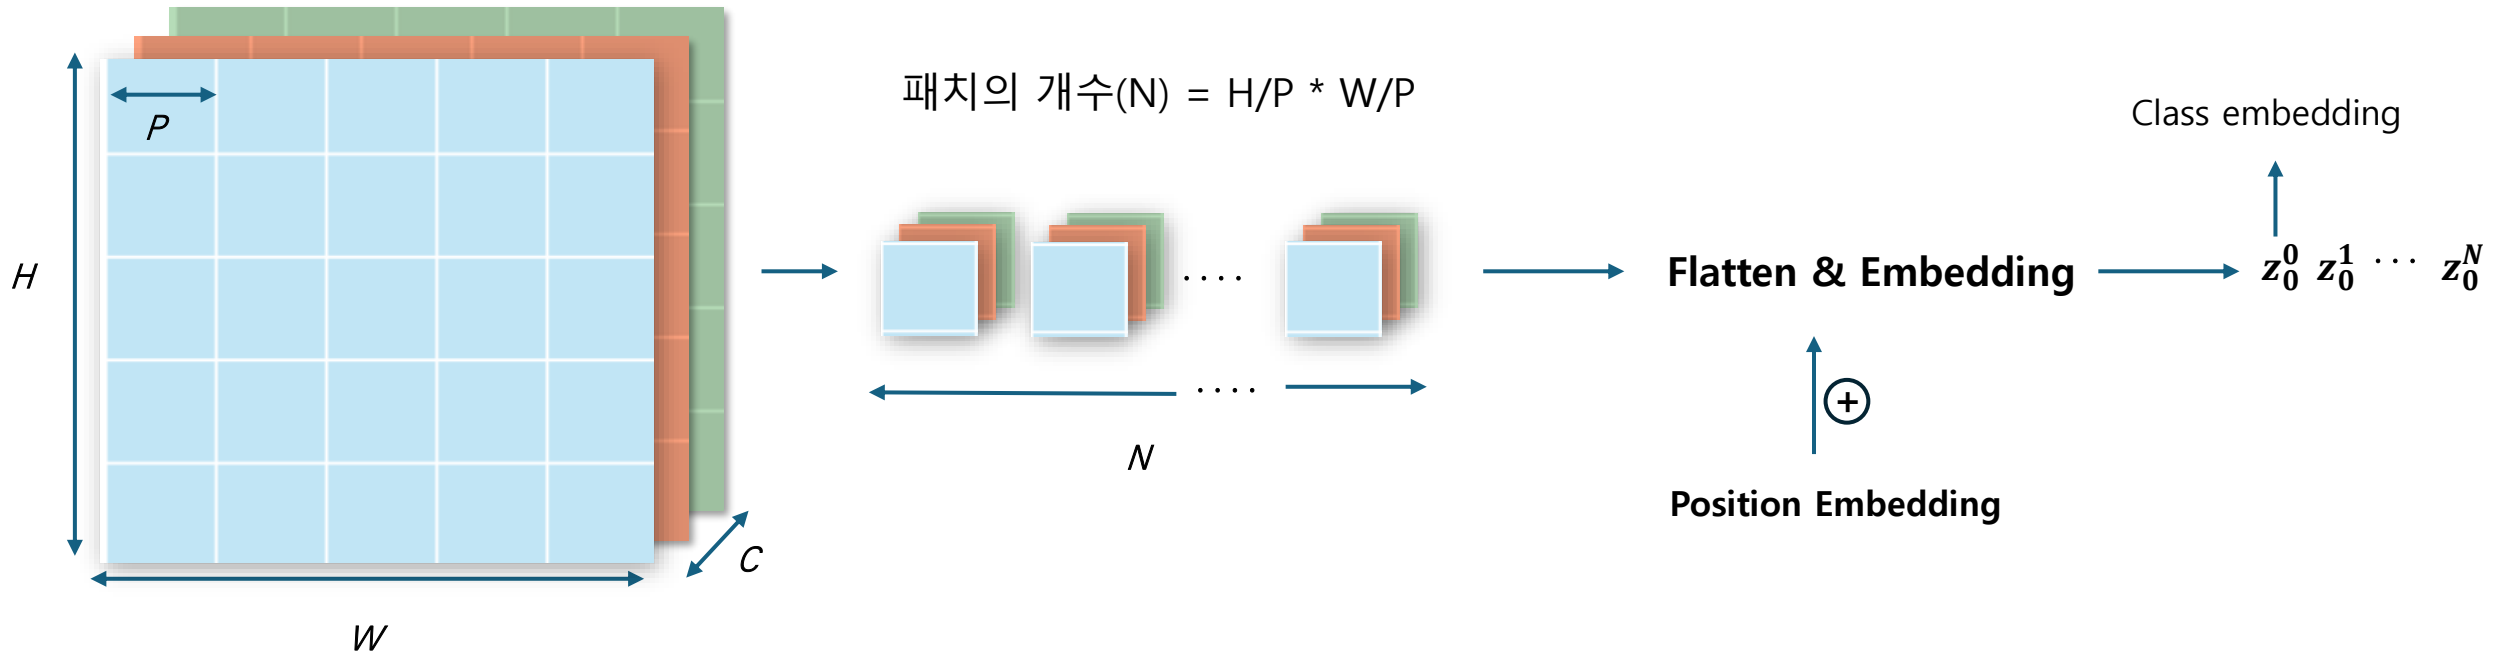 패치의 개수(N) = H/P * W/P
Class embedding
P
H
Flatten & Embedding
z_0^0 z_0^1 ··· z_0^N
····
····
+
N
Position Embedding
C
W